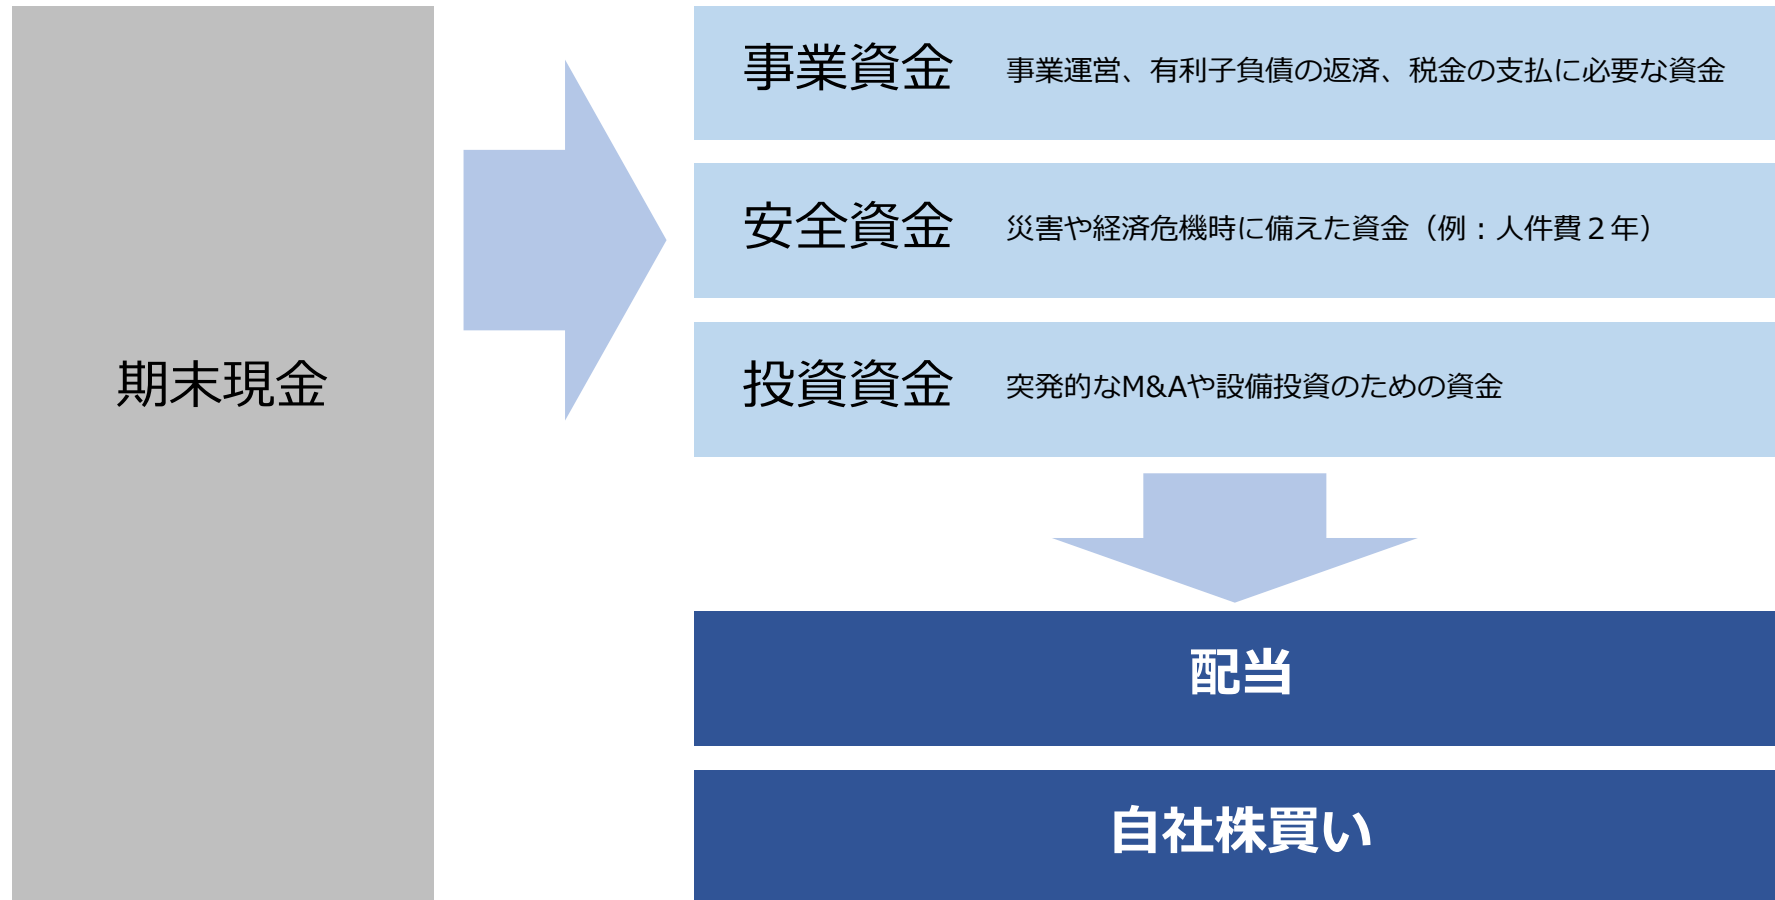 期末現金
事業資金 事業運営、有利子負債の返済、税金の支払に必要な資金
安全資金 災害や経済危機時に備えた資金（例：人件費２年）
投資資金 突発的なM&Aや設備投資のための資金
配当
自社株買い